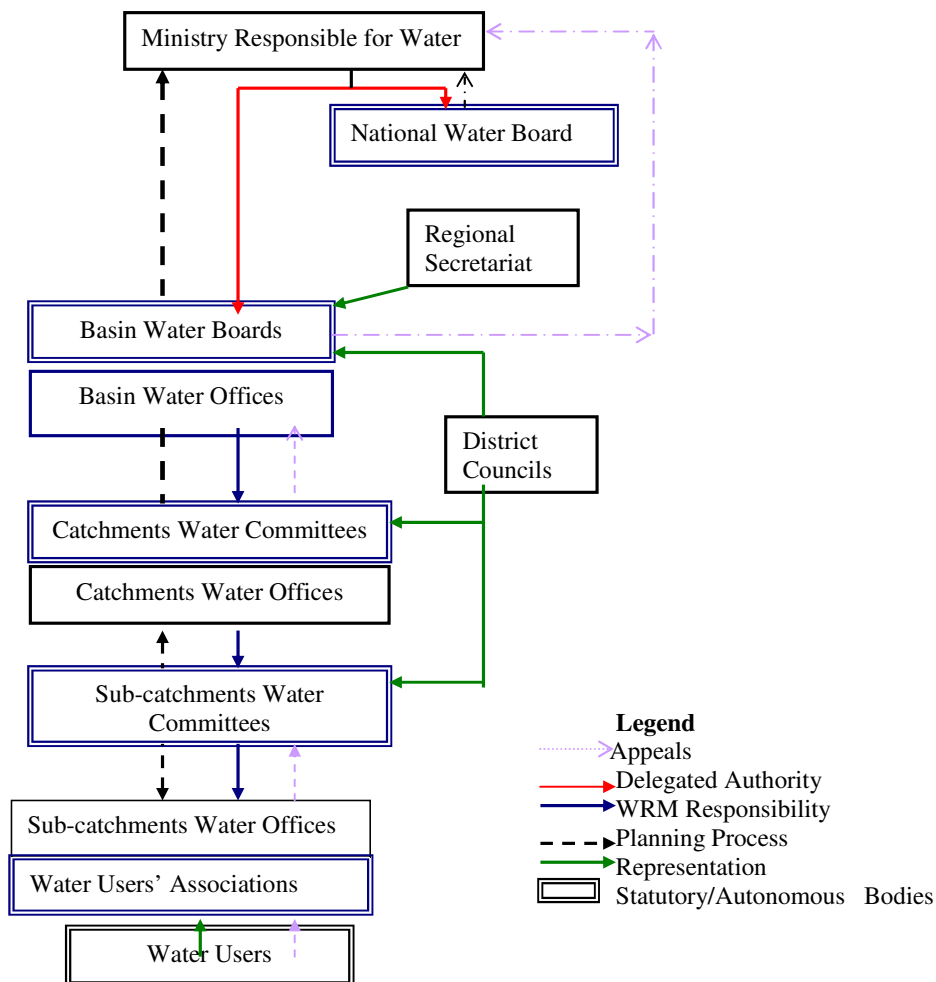 Ministry Responsible for Water
National Water Board
Regional
Secretariat
Basin Water Boards
Basin Water Offices
District
Councils
Catchments Water Committees
Catchments Water Offices
Sub-catchments Water
Committees
Legend
Appeals
Delegated Authority
WRM Responsibility
Planning Process
Representation
Statutory/Autonomous Bodies
Sub-catchments Water Offices
Water Users’ Associations
Water Users